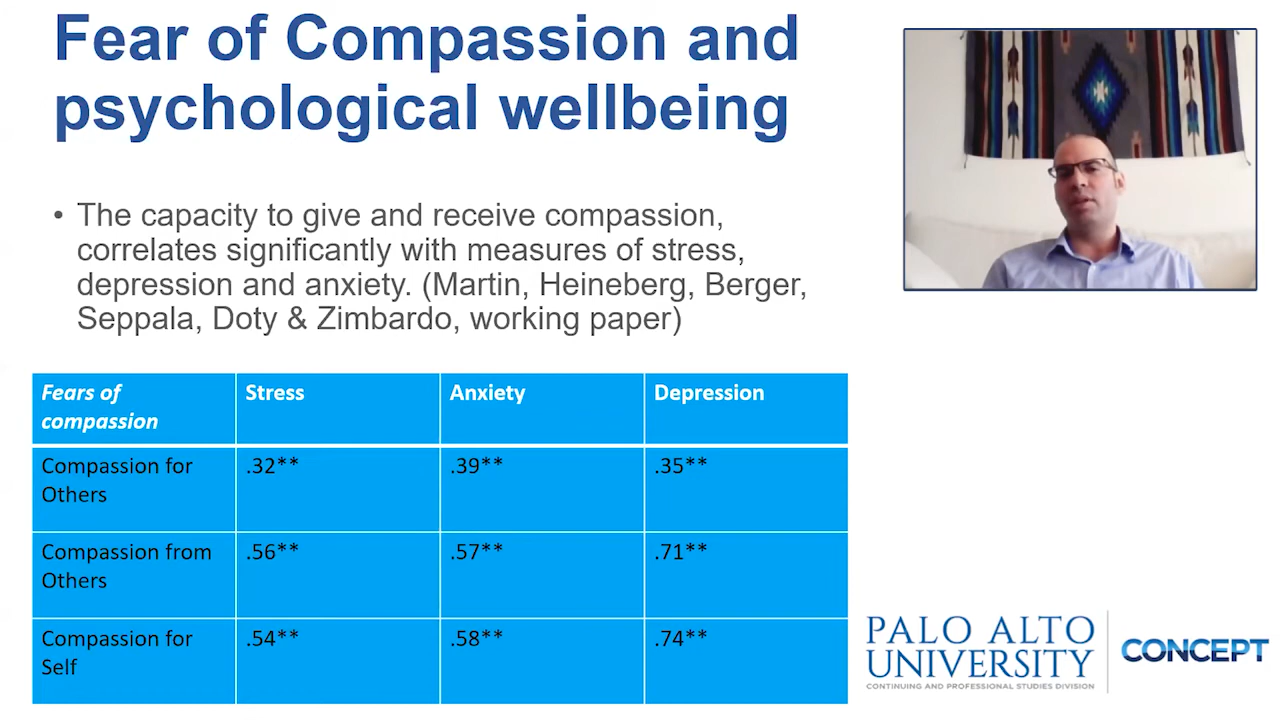 Fear of Compassion and
psychological wellbeing
• The capacity to give and receive compassion,
correlates significantly with measures of stress,
depression and anxiety. (Martin, Heineberg, Berger,
Seppala, Doty & Zimbardo, working paper)
Fears of
compassion
Stress
Anxiety
Depression
Compassion for
Others
.32**
.39**
.35**
Compassion from
Others
.56**
.57**
.71**
Compassion for
Self
.54**
.58**
.74**
PALO ALTO
UNIVERSITY
CONTINUING AND PROFESSIONAL STUDIES DIVISION
CONCEPT